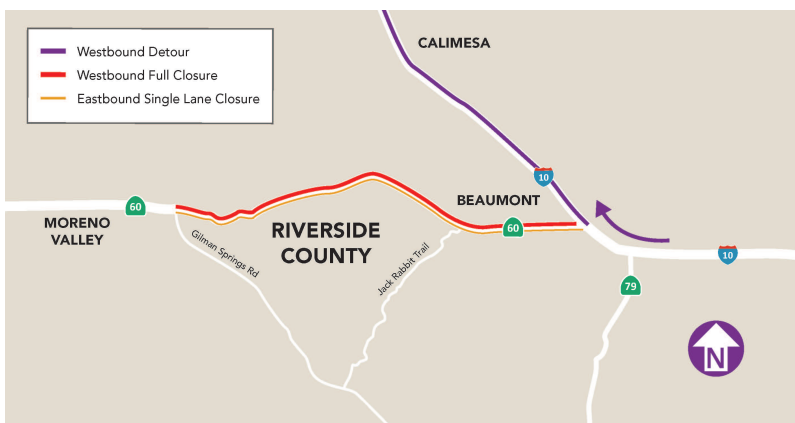 Westbound Detour
Westbound Full Closure
Eastbound Single Lane Closure
CALIMESA
10
BEAUMONT
60
60
MORENO
VALLEY
RIVERSIDE
COUNTY
Gilman Springs Rd
Jack Rabbit Trail
10
79
N